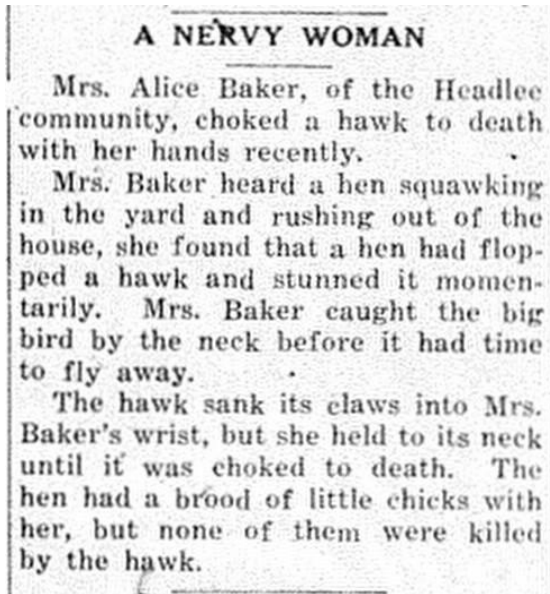 A NERVY WOMAN
Mrs. Alice Baker, of the Headlee
community, choked a hawk to death
with her hands recently.
Mrs. Baker heard a hen squawking
in the yard and rushing out of the
house, she found that a hen had flop-
ped a hawk and stunned it momen-
tarily. Mrs. Baker caught the big
bird by the neck before it had time
to fly away.
The hawk sank its claws into Mrs.
Baker's wrist, but she held to its neck
until it was choked to death. The
hen had a brood of little chicks with
her, but none of them were killed
by the hawk.